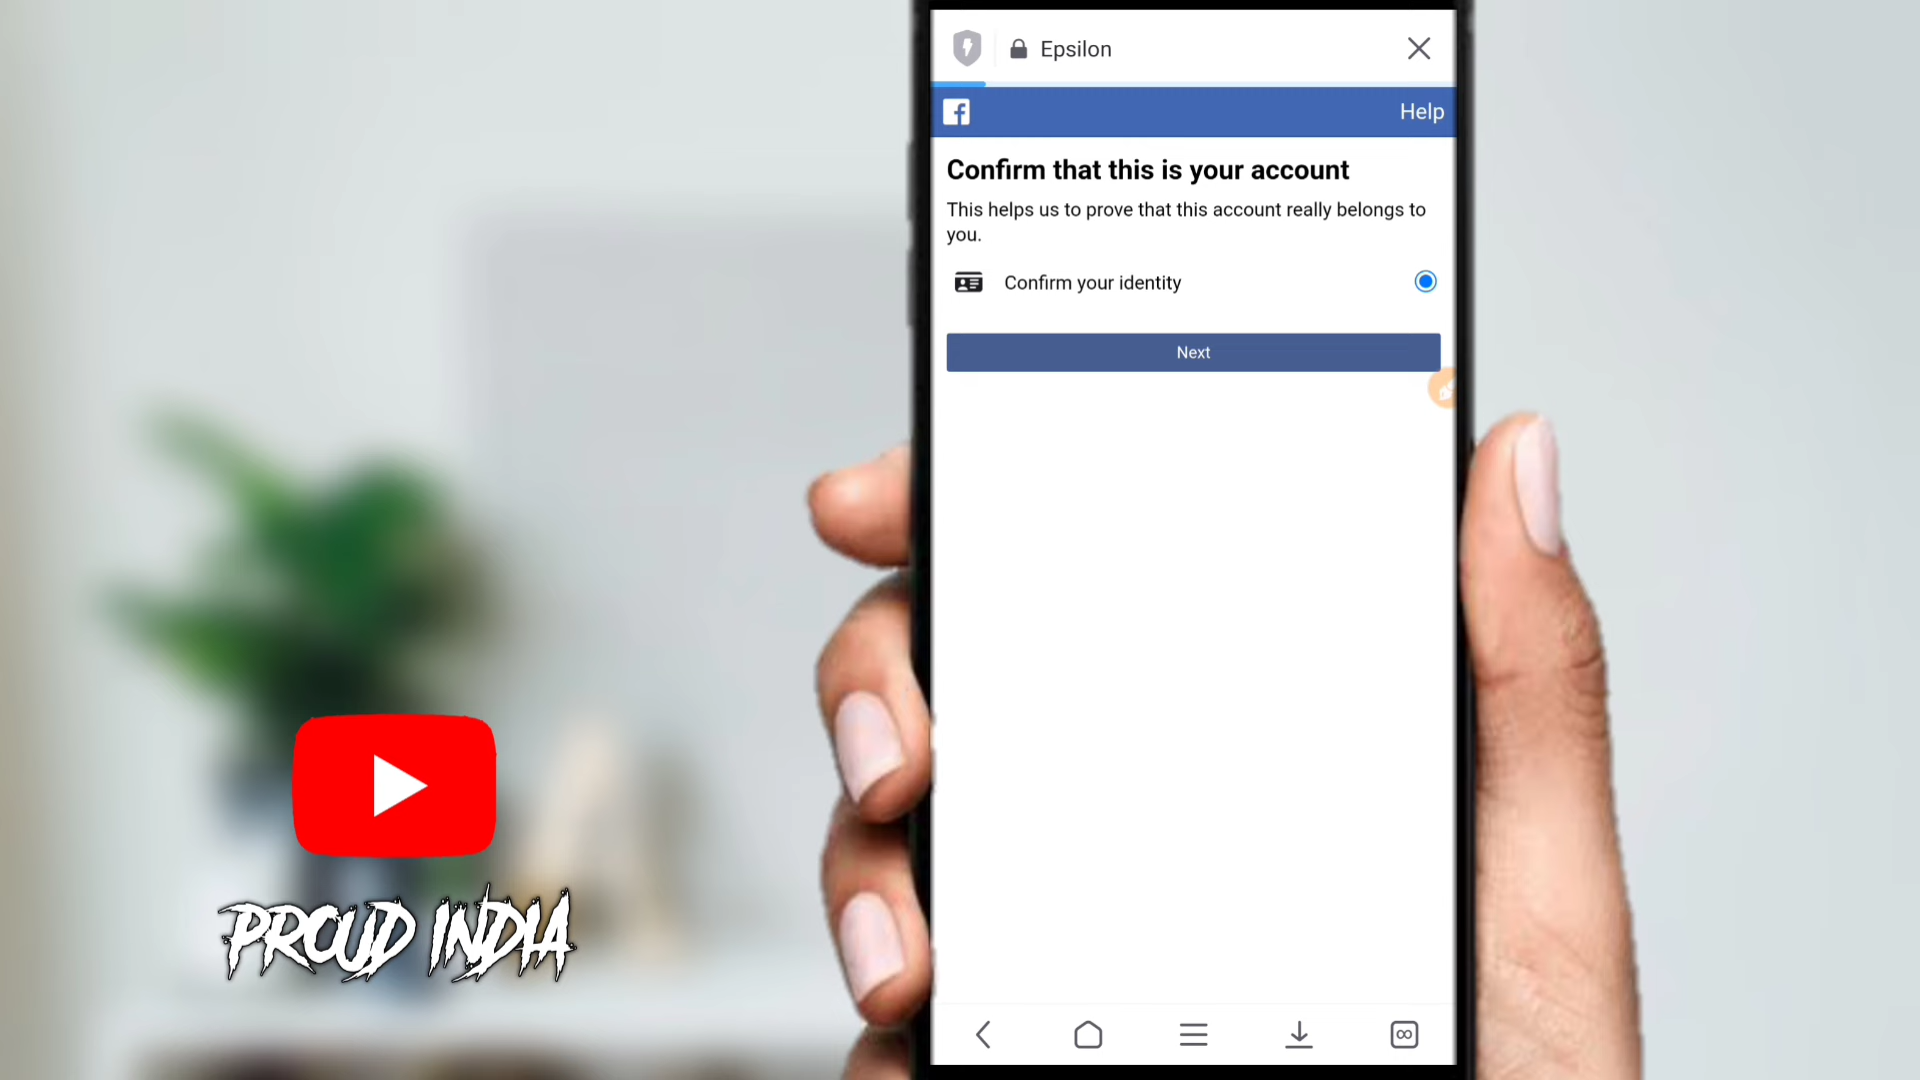 Epsilon
Help
Confirm that this is your account
This helps us to prove that this account really belongs to
you.
Confirm your identity
Next
PROUD INDIA